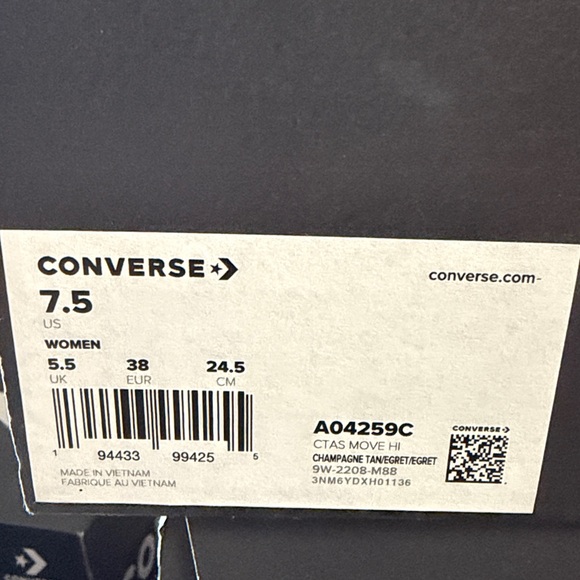 CONVERSE
converse.com-
7.5
US
WOMEN
5.5 38 24.5
UK EUR CM
1 94433 99425 5
MADE IN VIETNAM
FABRIQUE AU VIETNAM
A04259C
CTAS MOVE HI
CHAMPAGNE TAN/EGRET/EGRET
9W-2208-M88
3NM6YDXH01136
CONVERSE